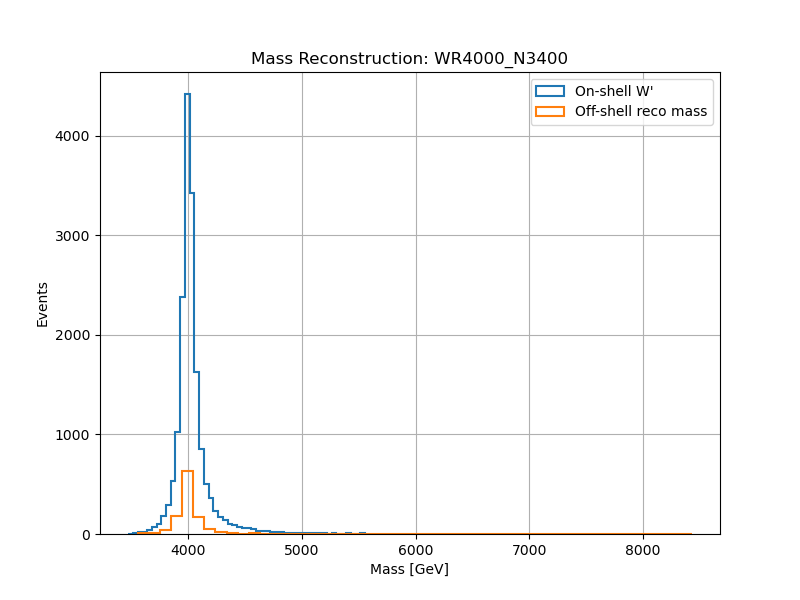 Mass Reconstruction: WR4000_N3400
On-shell W'
Off-shell reco mass
4000
3000
2000
1000
0
Events
4000
5000
6000
7000
8000
Mass [GeV]